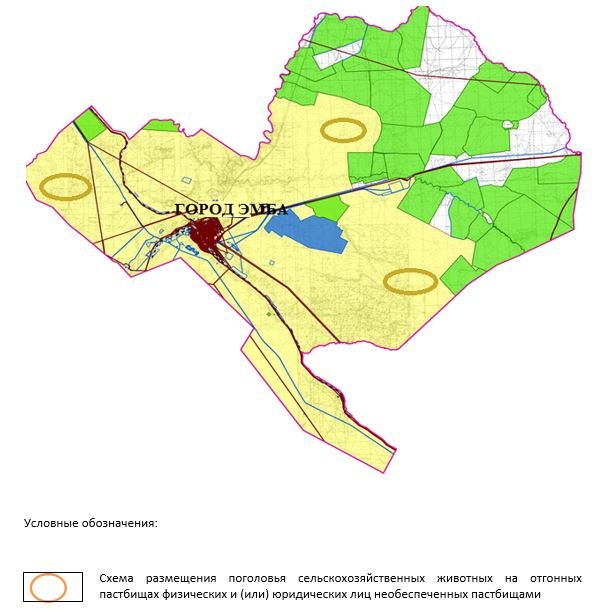 ГОРОД ЭМБА
Условные обозначения:
Схема размещения поголовья сельскохозяйственных животных на отгонных
пастбищах физических и (или) юридических лиц необеспеченных пастбищами